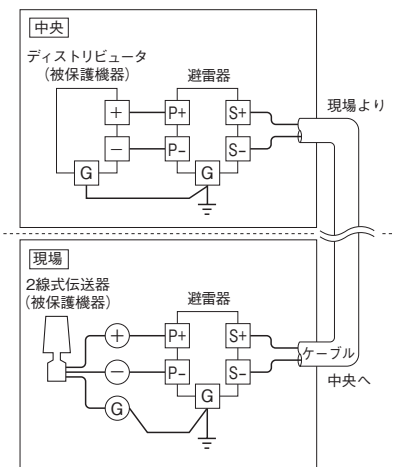 中央
ディストリビュータ
(被保護機器)
避雷器
+
P+
S+
現場より
−
P−
S−
G
G
現場
2線式伝送器
(被保護機器)
避雷器
+
P+
S+
ケーブル
−
P−
S−
中央へ
G
G